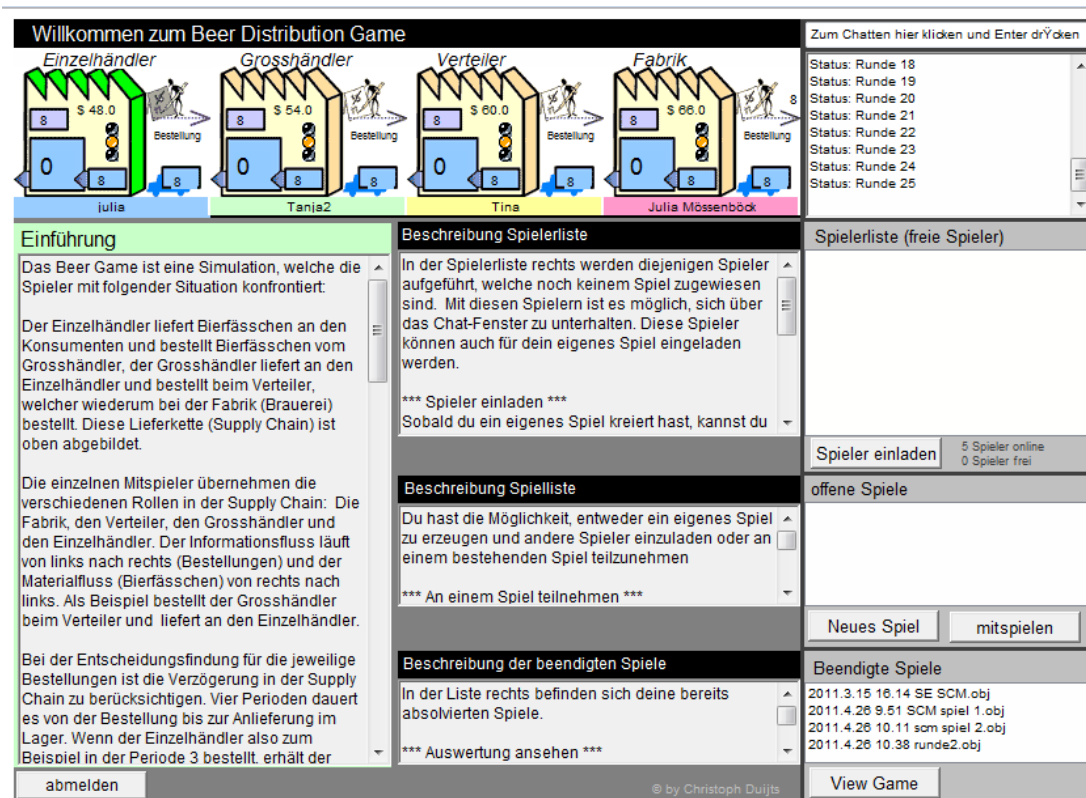 Willkommen zum Beer Distribution Game
Einzelhändler
Grosshändler
Verteiler
Fabrik
8
$ 48.0
Bestellung
0
8
8
8
$ 54.0
Bestellung
0
8
8
8
$ 60.0
Bestellung
0
8
8
8
$ 66.0
8
Bestellung
0
8
8
julia
Tanja2
Tina
Julia Mössenböck
Zum Chatten hier klicken und Enter drŸcken
Status: Runde 18
Status: Runde 19
Status: Runde 20
Status: Runde 21
Status: Runde 22
Status: Runde 23
Status: Runde 24
Status: Runde 25
Einführung
Das Beer Game ist eine Simulation, welche die
Spieler mit folgender Situation konfrontiert:
Der Einzelhändler liefert Bierfässchen an den
Konsumenten und bestellt Bierfässchen vom
Grosshändler, der Grosshändler liefert an den
Einzelhändler und bestellt beim Verteiler,
welcher wiederum bei der Fabrik (Brauerei)
bestellt. Diese Lieferkette (Supply Chain) ist
oben abgebildet.
Die einzelnen Mitspieler übernehmen die
verschiedenen Rollen in der Supply Chain: Die
Fabrik, den Verteiler, den Grosshändler und
den Einzelhändler. Der Informationsfluss läuft
von links nach rechts (Bestellungen) und der
Materialfluss (Bierfässchen) von rechts nach
links. Als Beispiel bestellt der Grosshändler
beim Verteiler und liefert an den Einzelhändler.
Bei der Entscheidungsfindung für die jeweilige
Bestellungen ist die Verzögerung in der Supply
Chain zu berücksichtigen. Vier Perioden dauert
es von der Bestellung bis zur Anlieferung im
Lager. Wenn der Einzelhändler also zum
Beispiel in der Periode 3 bestellt, erhält der
abmelden
Beschreibung Spielerliste
In der Spielerliste rechts werden diejenigen Spieler
aufgeführt, welche noch keinem Spiel zugewiesen
sind. Mit diesen Spielern ist es möglich, sich über
das Chat-Fenster zu unterhalten. Diese Spieler
können auch für dein eigenes Spiel eingeladen
werden.
*** Spieler einladen ***
Sobald du ein eigenes Spiel kreiert hast, kannst du
Beschreibung Spielliste
Du hast die Möglichkeit, entweder ein eigenes Spiel
zu erzeugen und andere Spieler einzuladen oder an
einem bestehenden Spiel teilzunehmen
*** An einem Spiel teilnehmen ***
Beschreibung der beendigten Spiele
In der Liste rechts befinden sich deine bereits
absolvierten Spiele.
*** Auswertung ansehen ***
© by Christoph Duijts
Spielerliste (freie Spieler)
Spieler einladen
5 Spieler online
0 Spieler frei
offene Spiele
Neues Spiel
mitspielen
Beendigte Spiele
2011.3.15 16.14 SE SCM.obj
2011.4.26 9.51 SCM spiel 1.obj
2011.4.26 10.11 scm spiel 2.obj
2011.4.26 10.38 runde2.obj
View Game